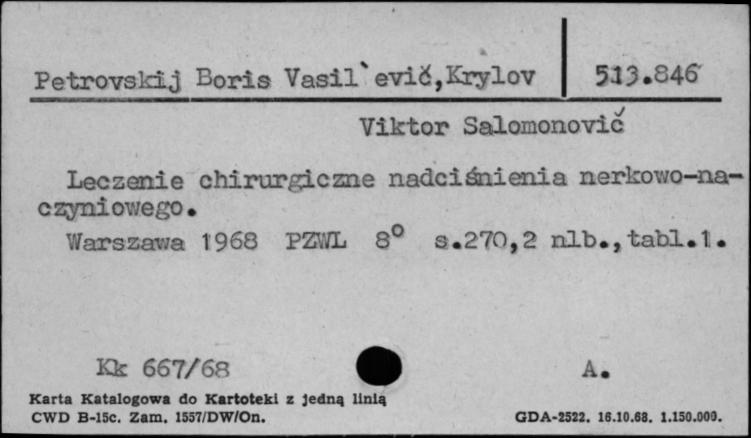 Petrovskij Boris Vasil`evič,Krylov 513.846
Viktor Salomonovič
Leczenie chirurgiczne nadciśnienia nerkowo-na-
czyniowego.
Warszawa 1968 PZWL 8° s.270,2 nlb.,tabl.1.
Kk 667/68 A.
Karta Katalogowa do Kartoteki z jedną linią
CWD B-15c. Zam. 1557/DW/On. GDA-2522. 16.10.68. 1.150.000.